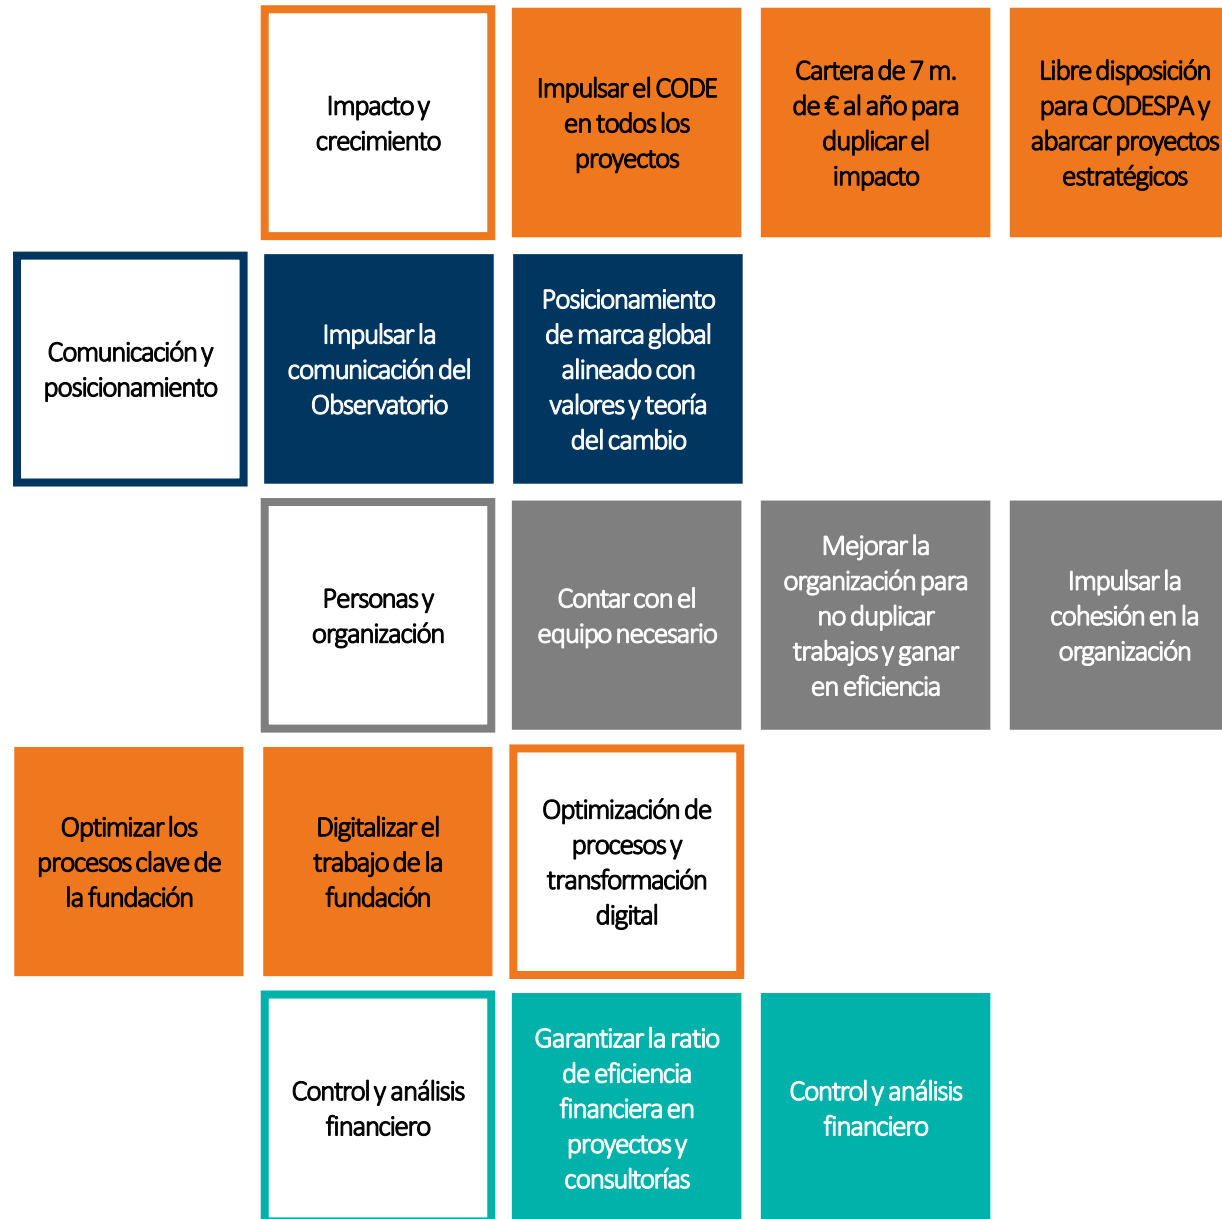 Impacto y
crecimiento
Impulsar el CODE
en todos los
proyectos
Cartera de 7 m.
de € al año para
duplicar el
impacto
Libre disposición
para CODESPA y
abarcar proyectos
estratégicos
Comunicación y
posicionamiento
Impulsar la
comunicación del
Observatorio
Posicionamiento
de marca global
alineado con
valores y teoría
del cambio
Personas y
organización
Contar con el
equipo necesario
Mejorar la
organización para
no duplicar
trabajos y ganar
en eficiencia
Impulsar la
cohesión en la
organización
Optimizar los
procesos clave de
la fundación
Digitalizar el
trabajo de la
fundación
Optimización de
procesos y
transformación
digital
Control y análisis
financiero
Garantizar la ratio
de eficiencia
financiera en
proyectos y
consultorías
Control y análisis
financiero